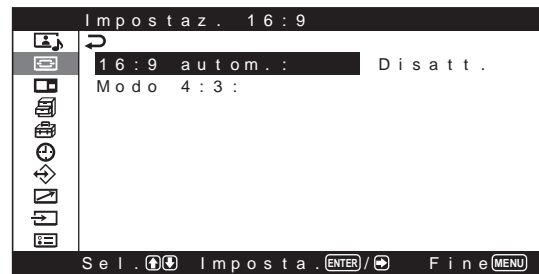 Impostaz. 16:9
16:9 autom.: Disatt.
Modo 4:3:
Sel. Imposta. ENTER / Fine MENU